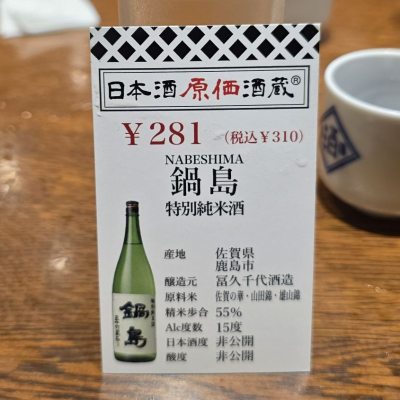 日本酒原価酒蔵®
￥281 (税込￥310)
NABESHIMA
鍋島
特別純米酒
産地 佐賀県
鹿島市
醸造元 冨久千代酒造
原料米 佐賀の華・山田錦・雄山錦
精米歩合 55%
Alc度数 15度
日本酒度 非公開
酸度 非公開
鍋島